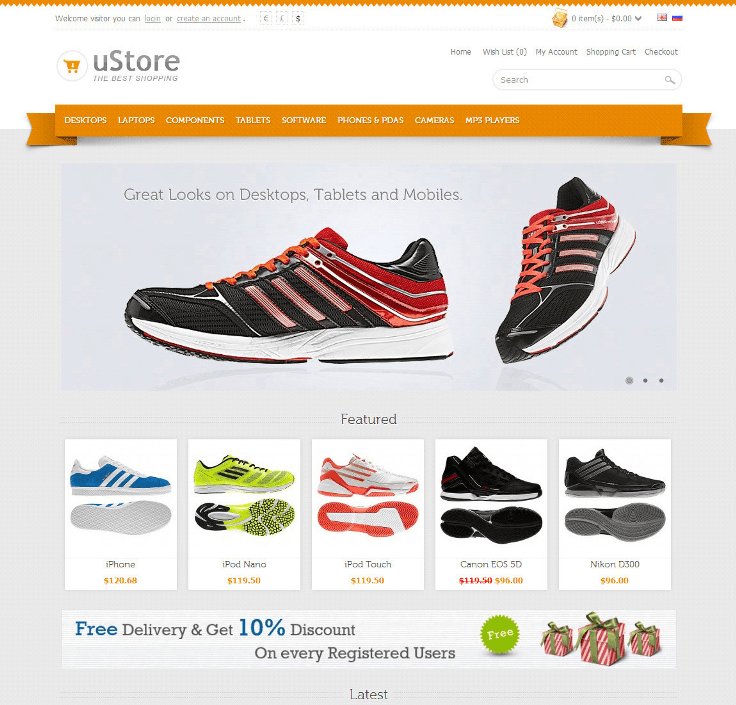 Welcome visitor you can login or create an account .
€ £ $
0 item(s) - $0.00
uStore
THE BEST SHOPPING
Home Wish List (0) My Account Shopping Cart Checkout
Search
DESKTOPS LAPTOPS COMPONENTS TABLETS SOFTWARE PHONES & PDAS CAMERAS MP3 PLAYERS
Great Looks on Desktops, Tablets and Mobiles.
Featured
iPhone
$120.68
iPod Nano
$119.50
iPod Touch
$119.50
Canon EOS 5D
$119.50 $96.00
Nikon D300
$96.00
Free Delivery & Get 10% Discount
On every Registered Users
Free
Latest